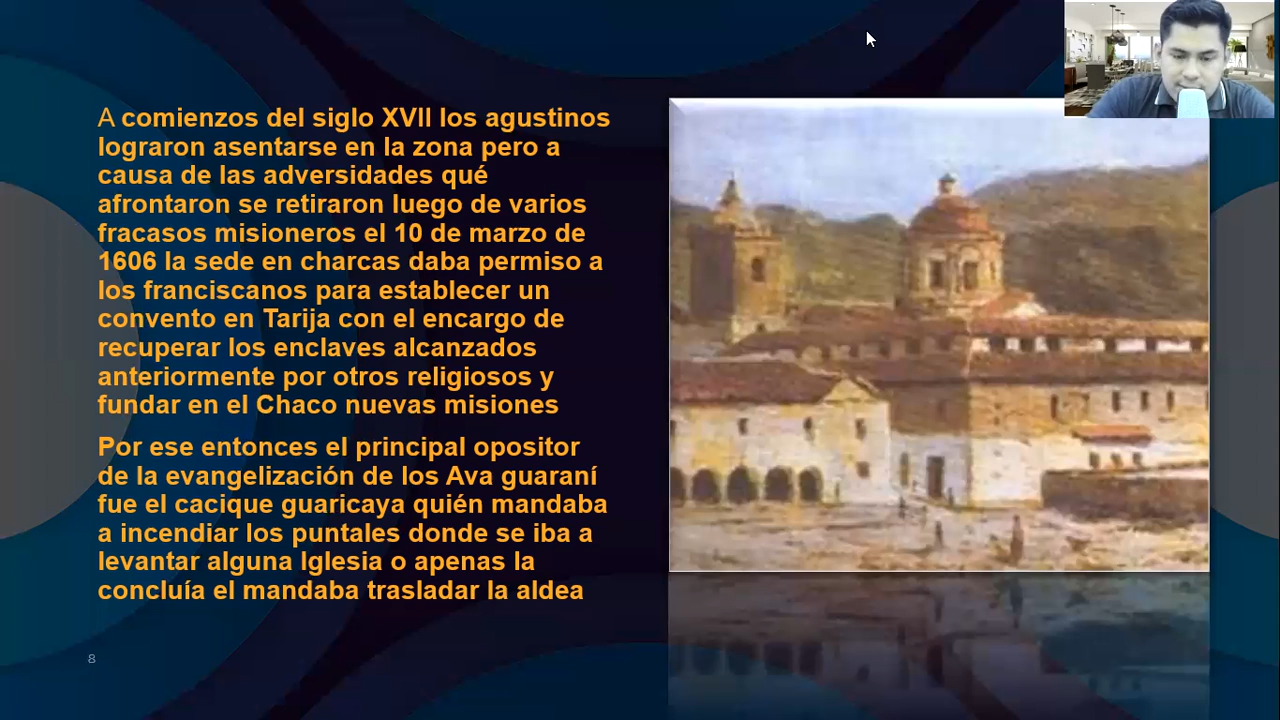 A comienzos del siglo XVII los agustinos
lograron asentarse en la zona pero a
causa de las adversidades qué
afrontaron se retiraron luego de varios
fracasos misioneros el 10 de marzo de
1606 la sede en charcas daba permiso a
los franciscanos para establecer un
convento en Tarija con el encargo de
recuperar los enclaves alcanzados
anteriormente por otros religiosos y
fundar en el Chaco nuevas misiones
Por ese entonces el principal opositor
de la evangelización de los Ava guaraní
fue el cacique guaricaya quién mandaba
a incendiar los puntales donde se iba a
levantar alguna Iglesia o apenas la
concluía el mandaba trasladar la aldea
8